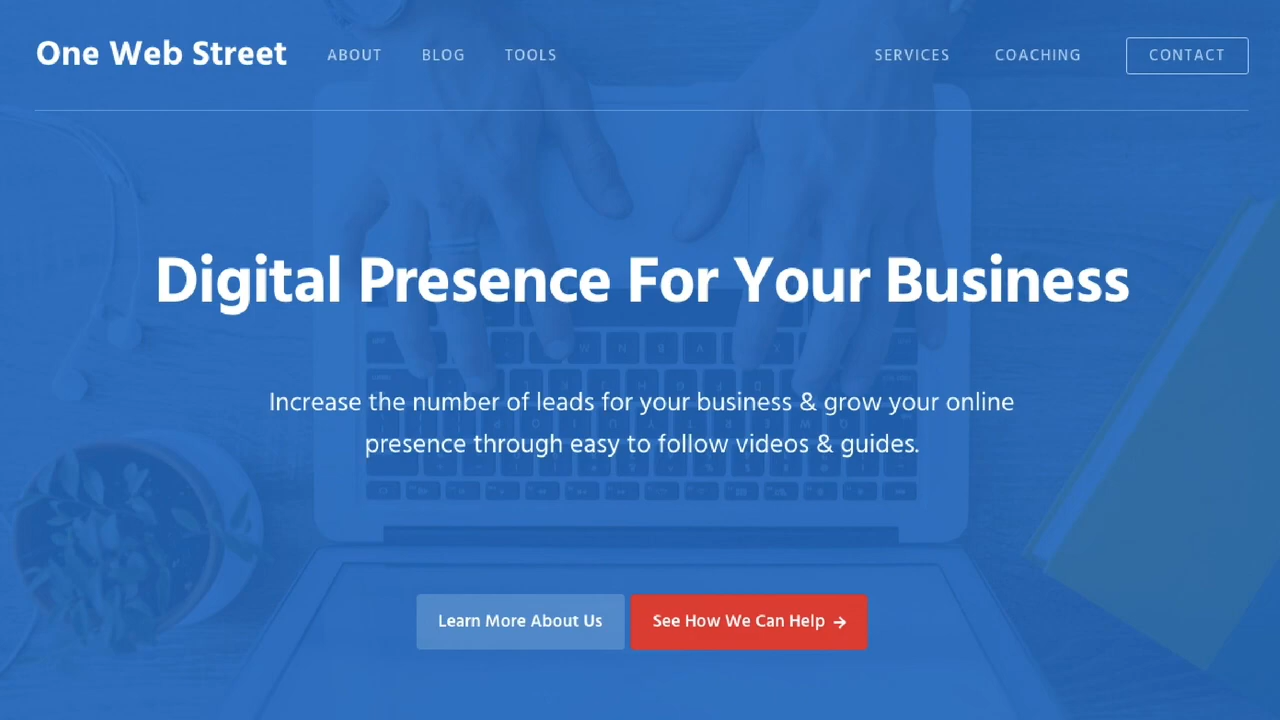 One Web Street
ABOUT
BLOG
TOOLS
SERVICES
COACHING
CONTACT
Digital Presence For Your Business
Increase the number of leads for your business & grow your online
presence through easy to follow videos & guides.
Learn More About Us
See How We Can Help →